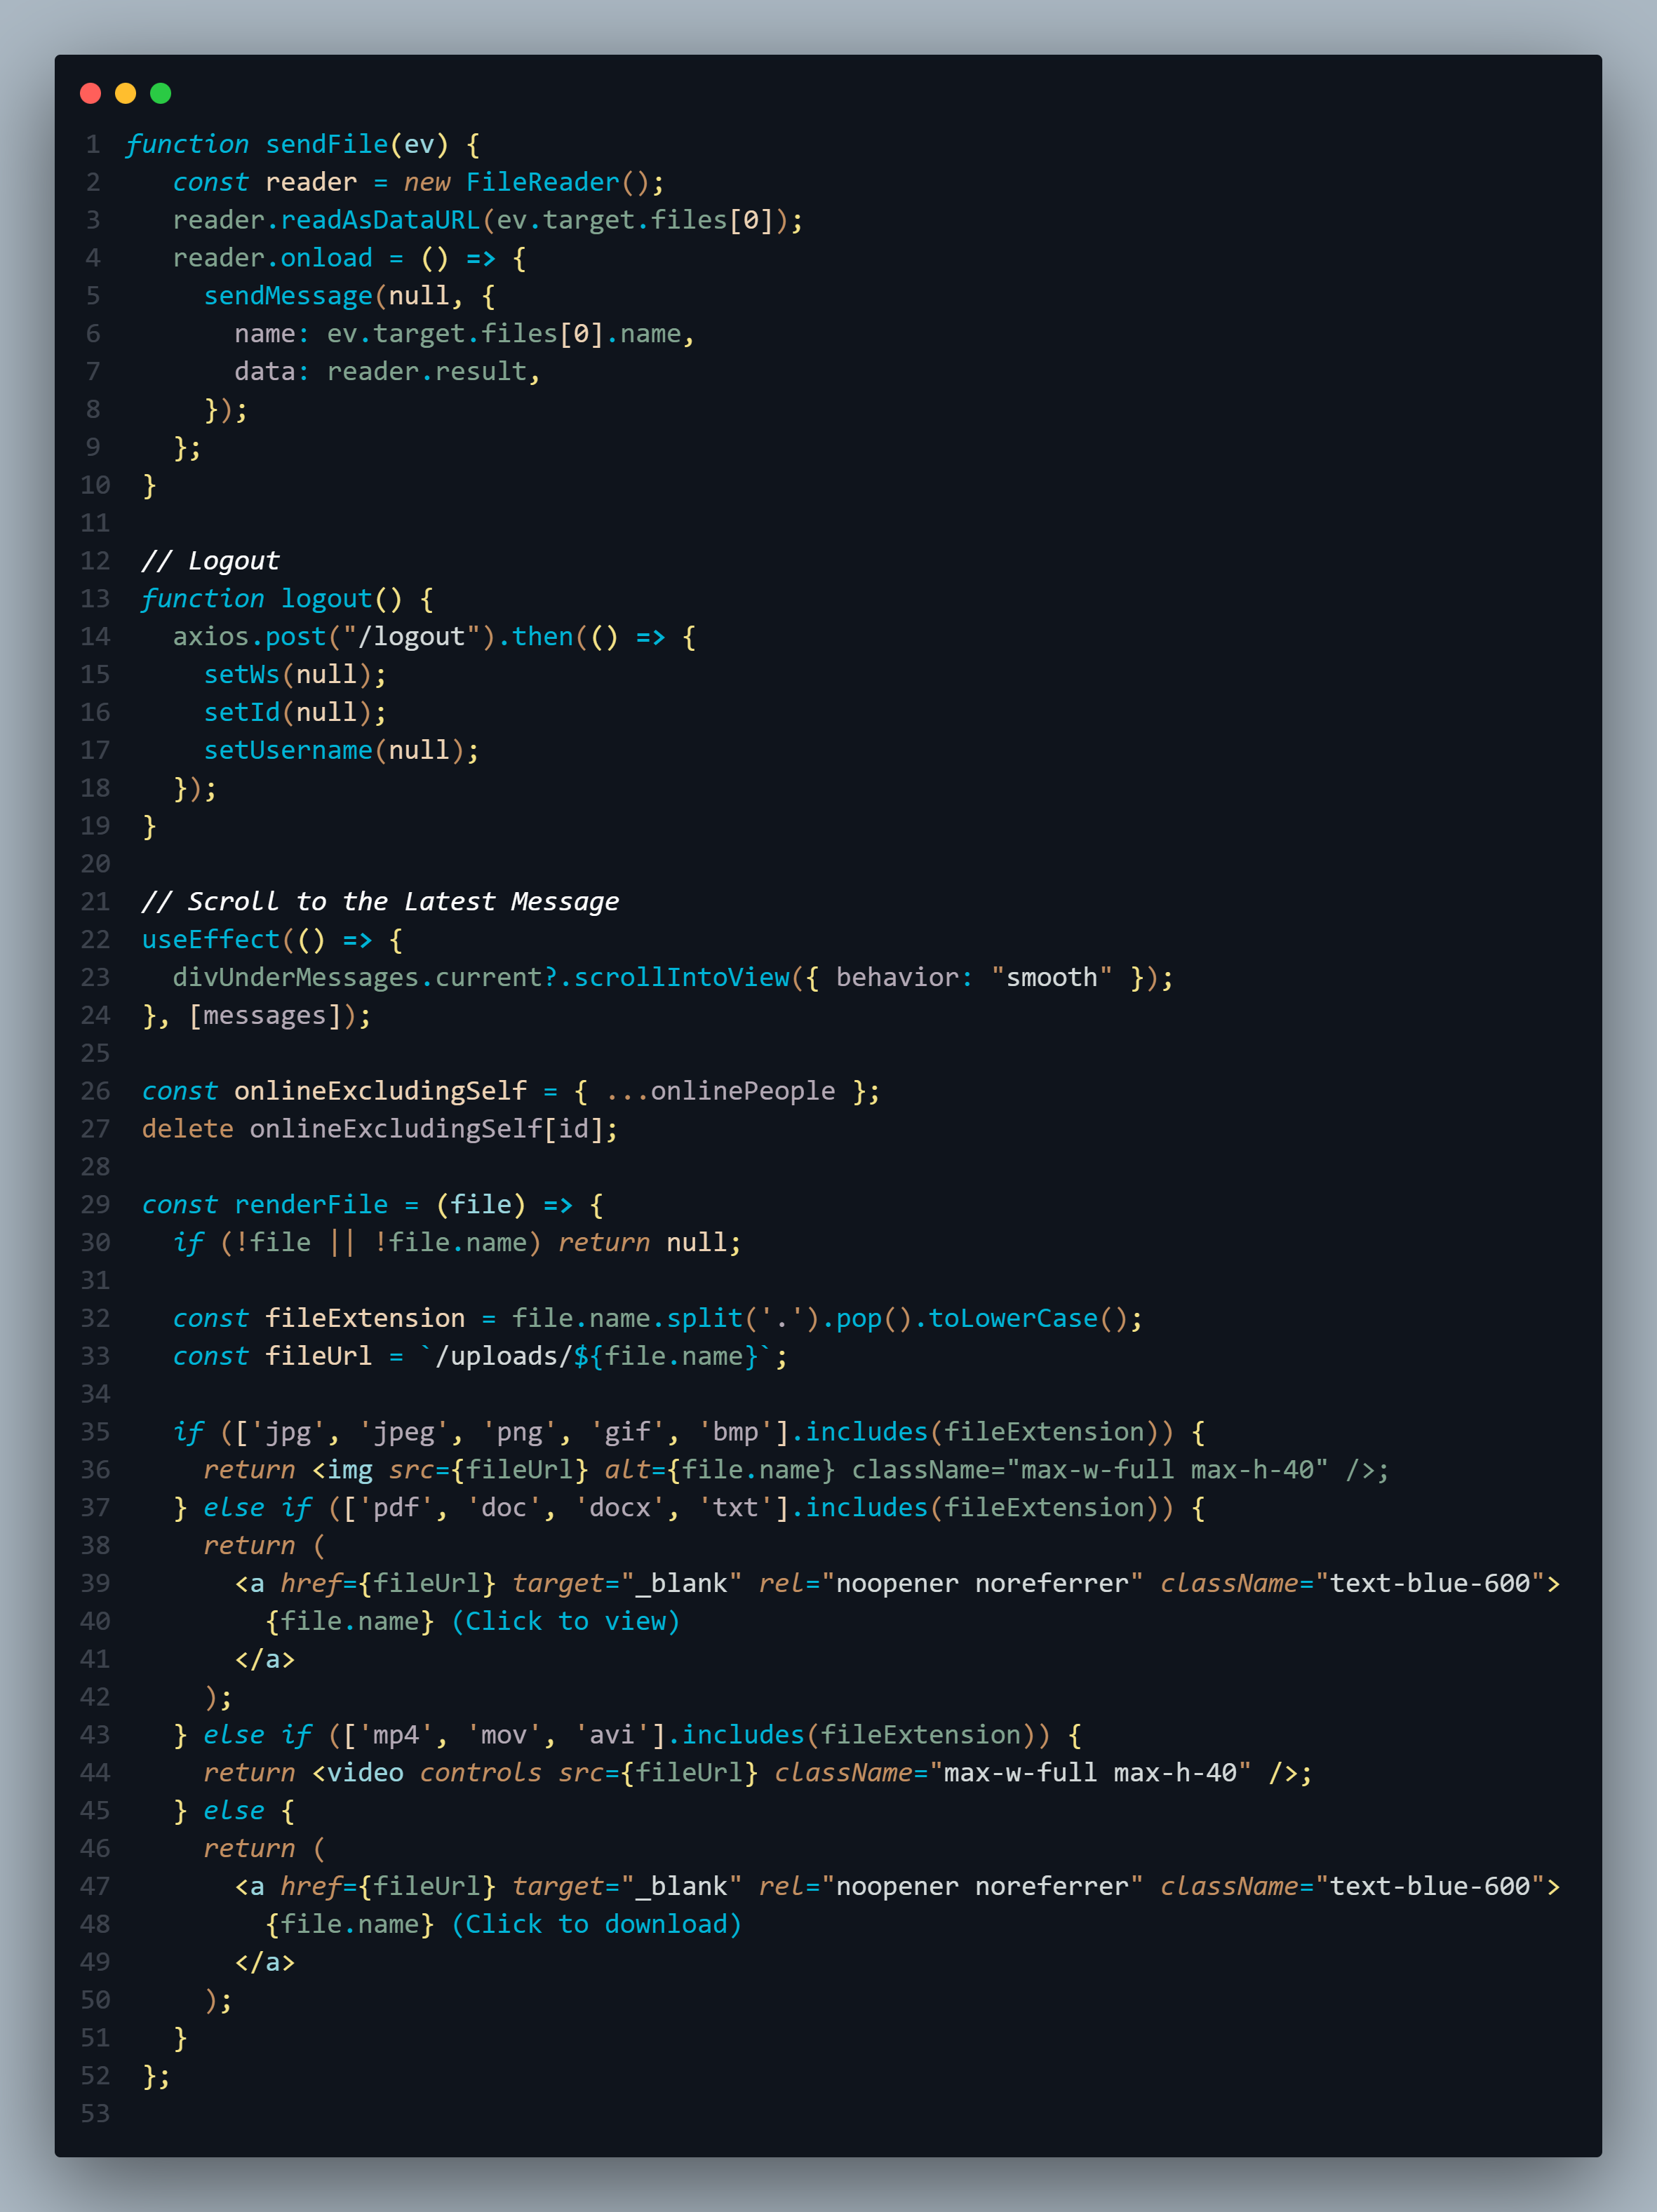 1 function sendFile(ev) {
2    const reader = new FileReader();
3    reader.readAsDataURL(ev.target.files[0]);
4    reader.onload = () => {
5      sendMessage(null, {
6        name: ev.target.files[0].name,
7        data: reader.result,
8      });
9    };
10  }
11
12  // Logout
13  function logout() {
14    axios.post("/logout").then(() => {
15      setWs(null);
16      setId(null);
17      setUsername(null);
18    });
19  }
20
21  // Scroll to the Latest Message
22  useEffect(() => {
23    divUnderMessages.current?.scrollIntoView({ behavior: "smooth" });
24  }, [messages]);
25
26  const onlineExcludingSelf = { ...onlinePeople };
27  delete onlineExcludingSelf[id];
28
29  const renderFile = (file) => {
30    if (!file || !file.name) return null;
31
32    const fileExtension = file.name.split('.').pop().toLowerCase();
33    const fileUrl = `/uploads/${file.name}`;
34
35    if (['jpg', 'jpeg', 'png', 'gif', 'bmp'].includes(fileExtension)) {
36      return <img src={fileUrl} alt={file.name} className="max-w-full max-h-40" />;
37    } else if (['pdf', 'doc', 'docx', 'txt'].includes(fileExtension)) {
38      return (
39        <a href={fileUrl} target="_blank" rel="noopener noreferrer" className="text-blue-600">
40          {file.name} (Click to view)
41        </a>
42      );
43    } else if (['mp4', 'mov', 'avi'].includes(fileExtension)) {
44      return <video controls src={fileUrl} className="max-w-full max-h-40" />;
45    } else {
46      return (
47        <a href={fileUrl} target="_blank" rel="noopener noreferrer" className="text-blue-600">
48          {file.name} (Click to download)
49        </a>
50      );
51    }
52  };
53